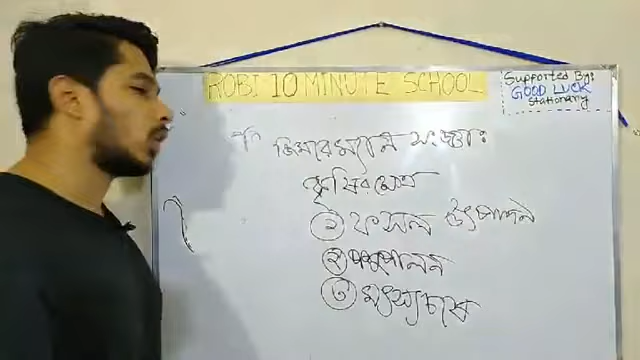 ROBI 10 MINUTE SCHOOL
Supported By:
GOOD LUCK
Stationary
জিমারম্যান সংজ্ঞাঃ
কৃষির ক্ষেত্র
১ ফসল উৎপাদন
২ পশুপালন
৩ মৎস্যচাষ